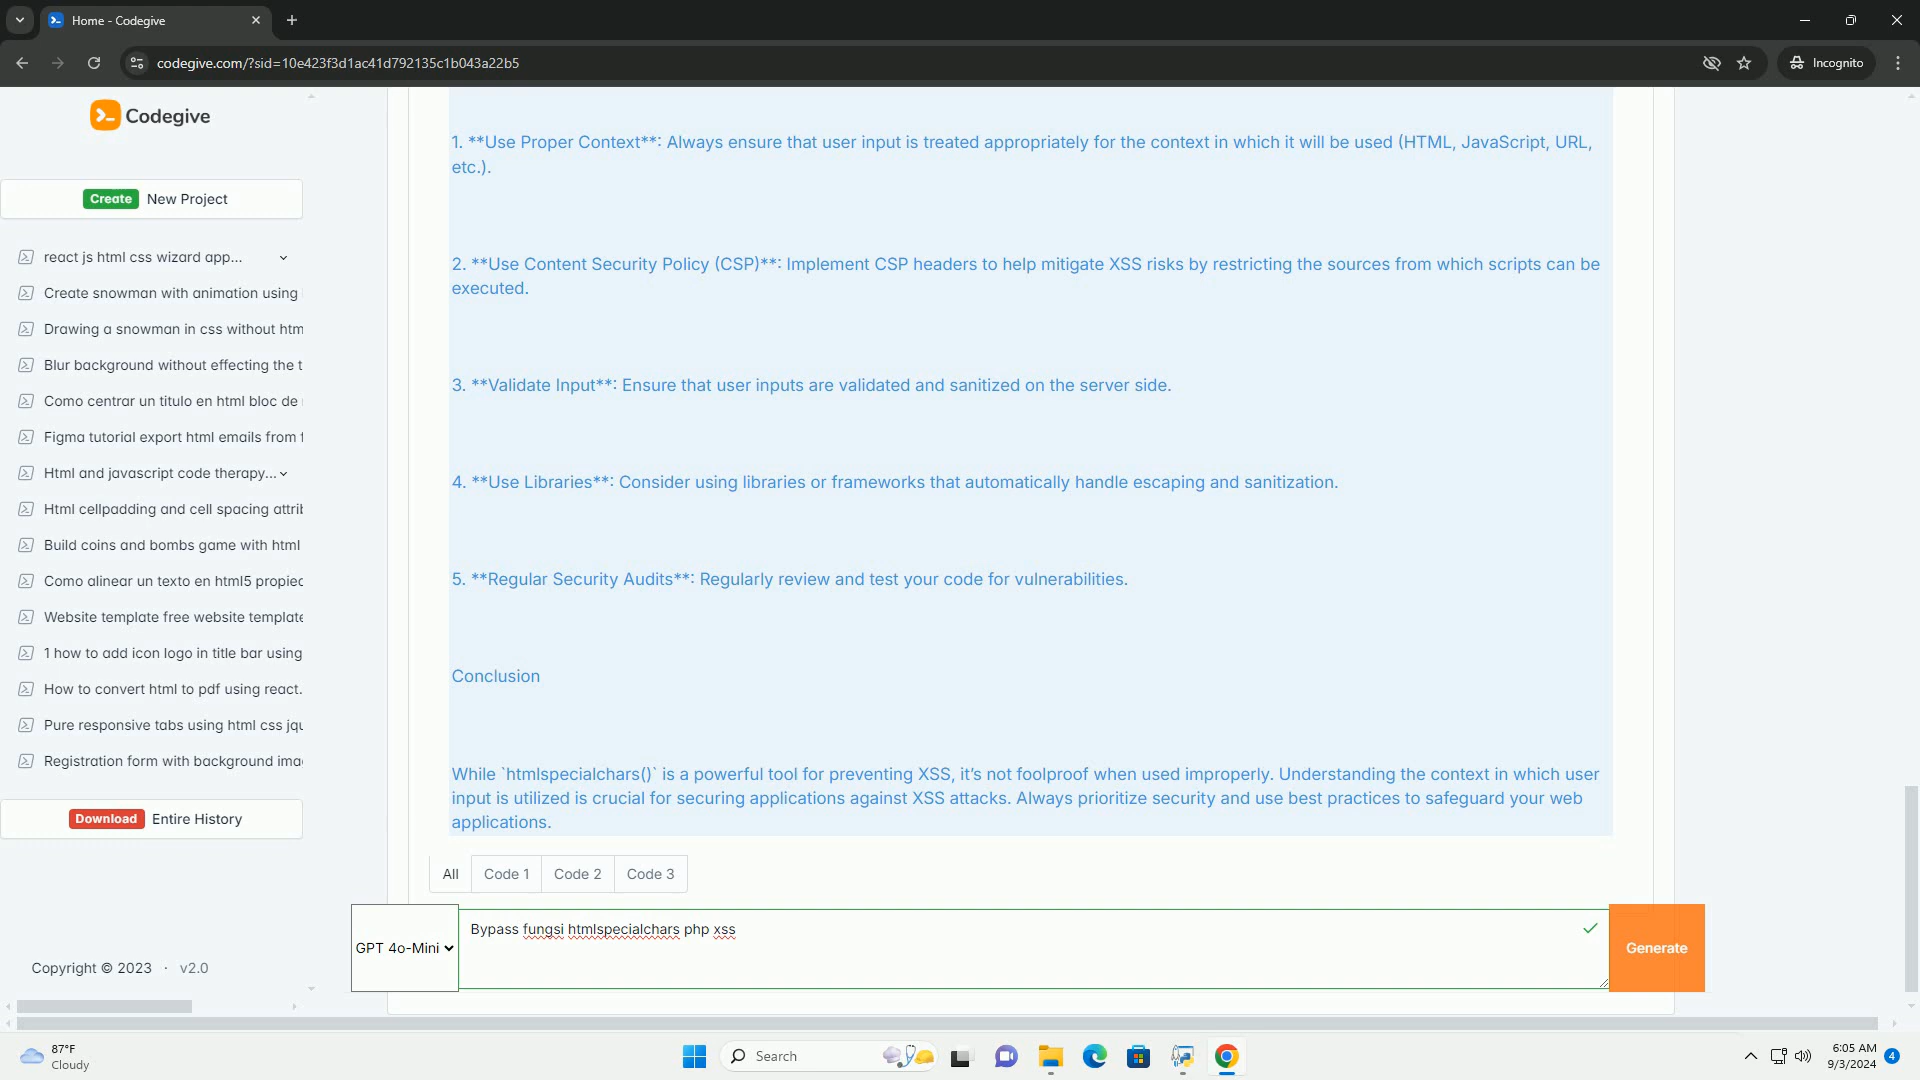 Home - Codegive
codegive.com/?sid=10e423f3d1ac41d792135c1b043a22b5
Incognito
Codegive
Create New Project
react js html css wizard app...
Create snowman with animation using
Drawing a snowman in css without htm
Blur background without effecting the t
Como centrar un titulo en html bloc de
Figma tutorial export html emails from f
Html and javascript code therapy...
Html cellpadding and cell spacing attrib
Build coins and bombs game with html
Como alinear un texto en html5 propied
Website template free website template
1 how to add icon logo in title bar using
How to convert html to pdf using react.
Pure responsive tabs using html css jqu
Registration form with background ima
Download Entire History
Copyright © 2023 · v2.0
1. **Use Proper Context**: Always ensure that user input is treated appropriately for the context in which it will be used (HTML, JavaScript, URL,
etc.).
2. **Use Content Security Policy (CSP)**: Implement CSP headers to help mitigate XSS risks by restricting the sources from which scripts can be
executed.
3. **Validate Input**: Ensure that user inputs are validated and sanitized on the server side.
4. **Use Libraries**: Consider using libraries or frameworks that automatically handle escaping and sanitization.
5. **Regular Security Audits**: Regularly review and test your code for vulnerabilities.
Conclusion
While `htmlspecialchars()` is a powerful tool for preventing XSS, it’s not foolproof when used improperly. Understanding the context in which user
input is utilized is crucial for securing applications against XSS attacks. Always prioritize security and use best practices to safeguard your web
applications.
All Code 1 Code 2 Code 3
GPT 4o-Mini
Bypass fungsi htmlspecialchars php xss
Generate
87°F
Cloudy
Search
6:05 AM
9/3/2024
4